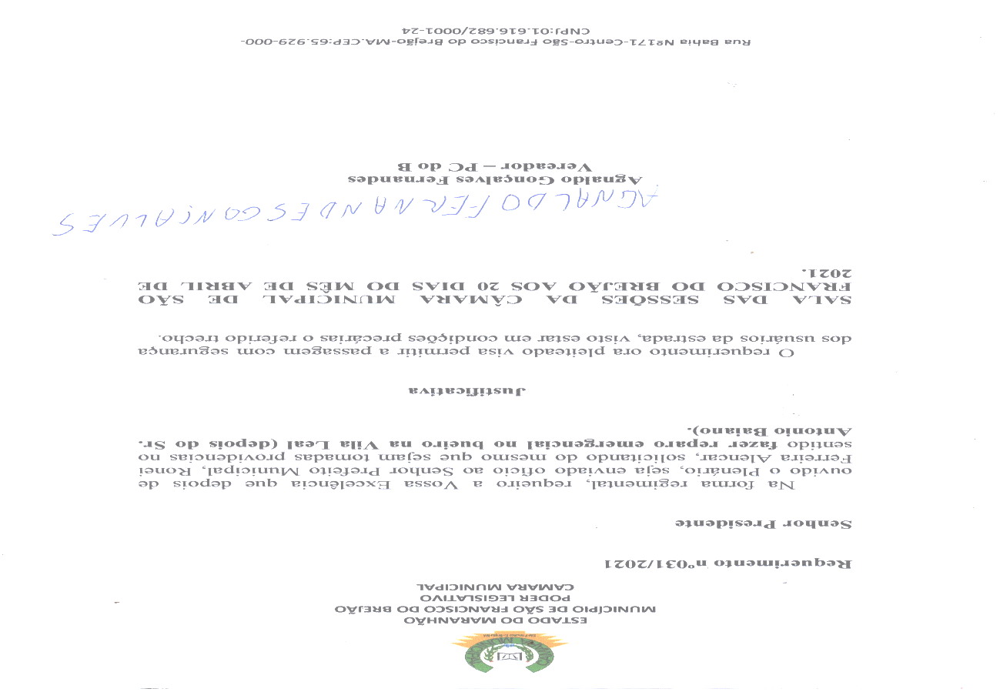 CÂMARA MUNICIPAL
ESTADO DO MARANHÃO
MUNICÍPIO DE SÃO FRANCISCO DO BREJÃO
PODER LEGISLATIVO
CAMARA MUNICIPAL
Requerimento nº031/2021
Senhor Presidente
Na forma regimental, requeiro a Vossa Excelência que depois de
ouvido o Plenário, seja enviado ofício ao Senhor Prefeito Municipal, Ronei
Ferreira Alencar, solicitando do mesmo que sejam tomadas providencias no
sentido fazer reparo emergencial no bueiro na Vila Leal (depois do Sr.
Antonio Baiano).
Justificativa
O requerimento ora pleiteado visa permitir a passagem com segurança
dos usuários da estrada, visto estar em condições precárias o referido trecho.
SALA DAS SESSÕES DA CÂMARA MUNICIPAL DE SÃO
FRANCISCO DO BREJÃO AOS 20 DIAS DO MÊS DE ABRIL DE
2021.
AGNALDO FERNANDES GONÇALVES
Agnaldo Gonçalves Fernandes
Vereador – PC do B
Rua Bahia Nº171-Centro-São Francisco do Brejão-MA.CEP:65.929-000-
CNPJ:01.616.682/0001-24